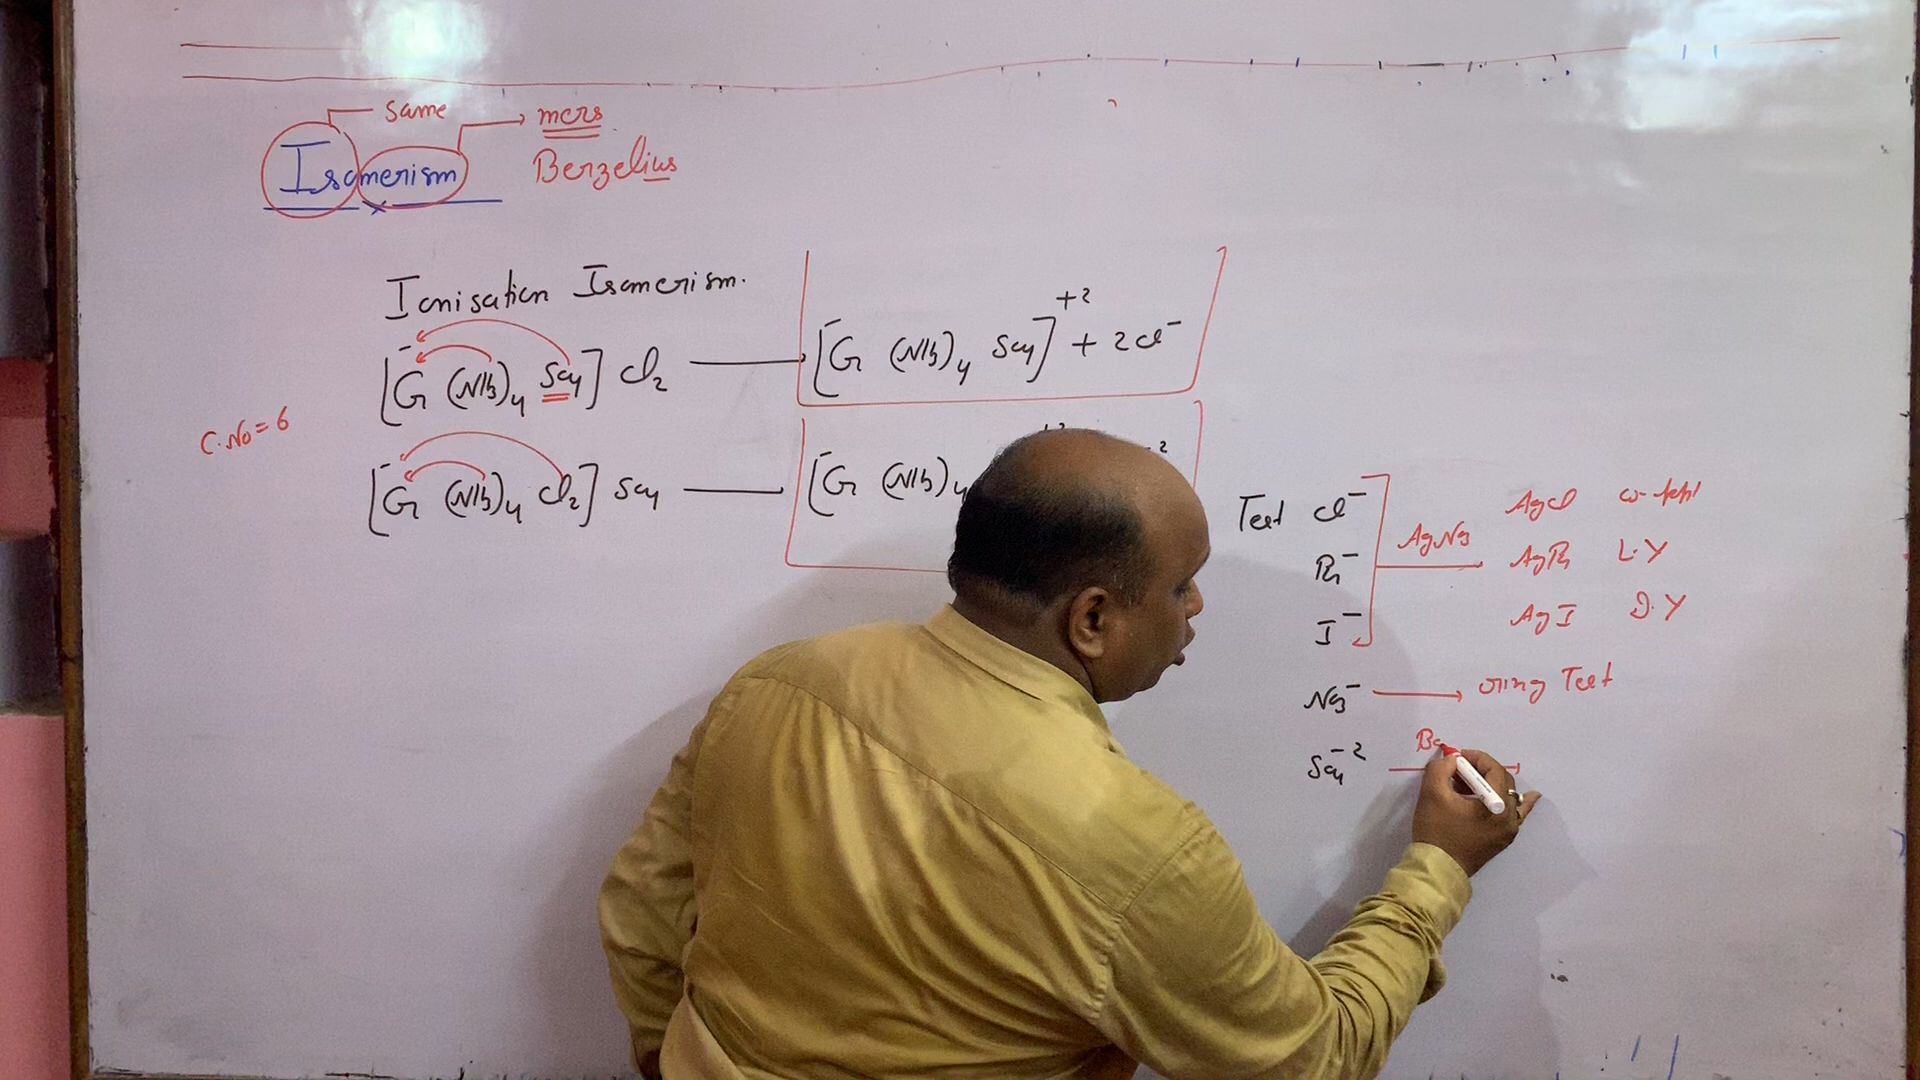 Same
mers
Isomerism
Berzelius
Ionisation Isomerism.
[Co (NH3)4 SO4] Cl2 → [Co (NH3)4 SO4]+2 + 2Cl-
C.No = 6
[Co (NH3)4 Cl2] SO4 — [Co (NH3)4
Test Cl-
Br-
I-
AgNO3
AgCl w.ppt
AgBr L.Y
AgI D.Y
NO3- → ring Test
SO4-2 Ba